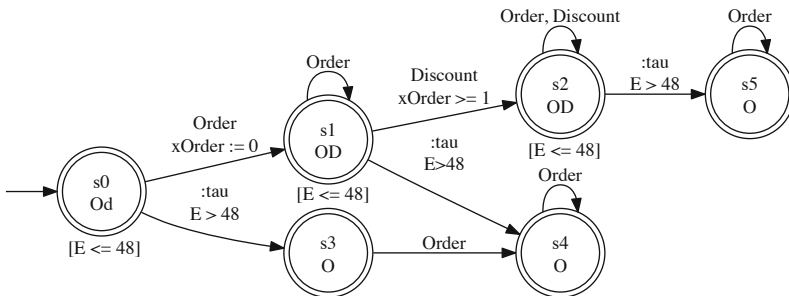 Order, Discount
Order
Order
Discount
xOrder >= 1
:tau
E > 48
s2
OD
s5
O
Order
xOrder := 0
s1
OD
[E <= 48]
:tau
E>48
[E <= 48]
Order
s0
Od
[E <= 48]
:tau
E > 48
s3
O
Order
s4
O